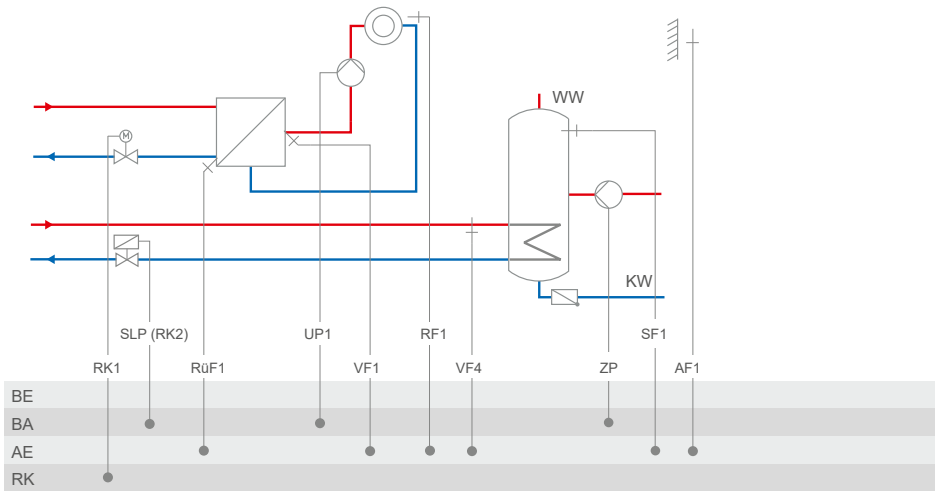 WW
M
KW
SLP (RK2) UP1 RF1 SF1
RK1 RüF1 VF1 VF4 ZP AF1
BE
BA
AE
RK